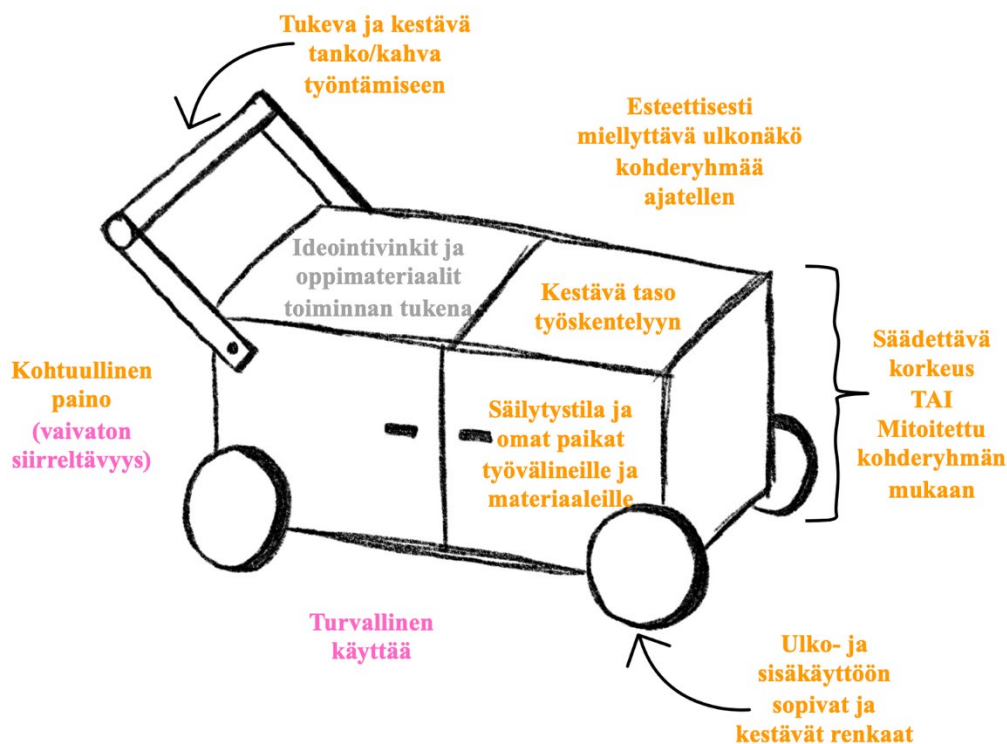 Tukeva ja kestävä
tanko/kahva
työntämiseen
Esteettisesti
miellyttävä ulkonäkö
kohderyhmää
ajatellen
Ideointivinkit ja
oppimateriaalit
toiminnan tukena
Kestävä taso
työskentelyyn
Säädettävä
korkeus
TAI
Mitoitettu
kohderyhmän
mukaan
Kohtuullinen
paino
(vaivaton
siirreltävyys)
Säilytystila ja
omat paikat
työvälineille ja
materiaaleille
Turvallinen
käyttää
Ulko- ja
sisäkäyttöön
sopivat ja
kestävät renkaat